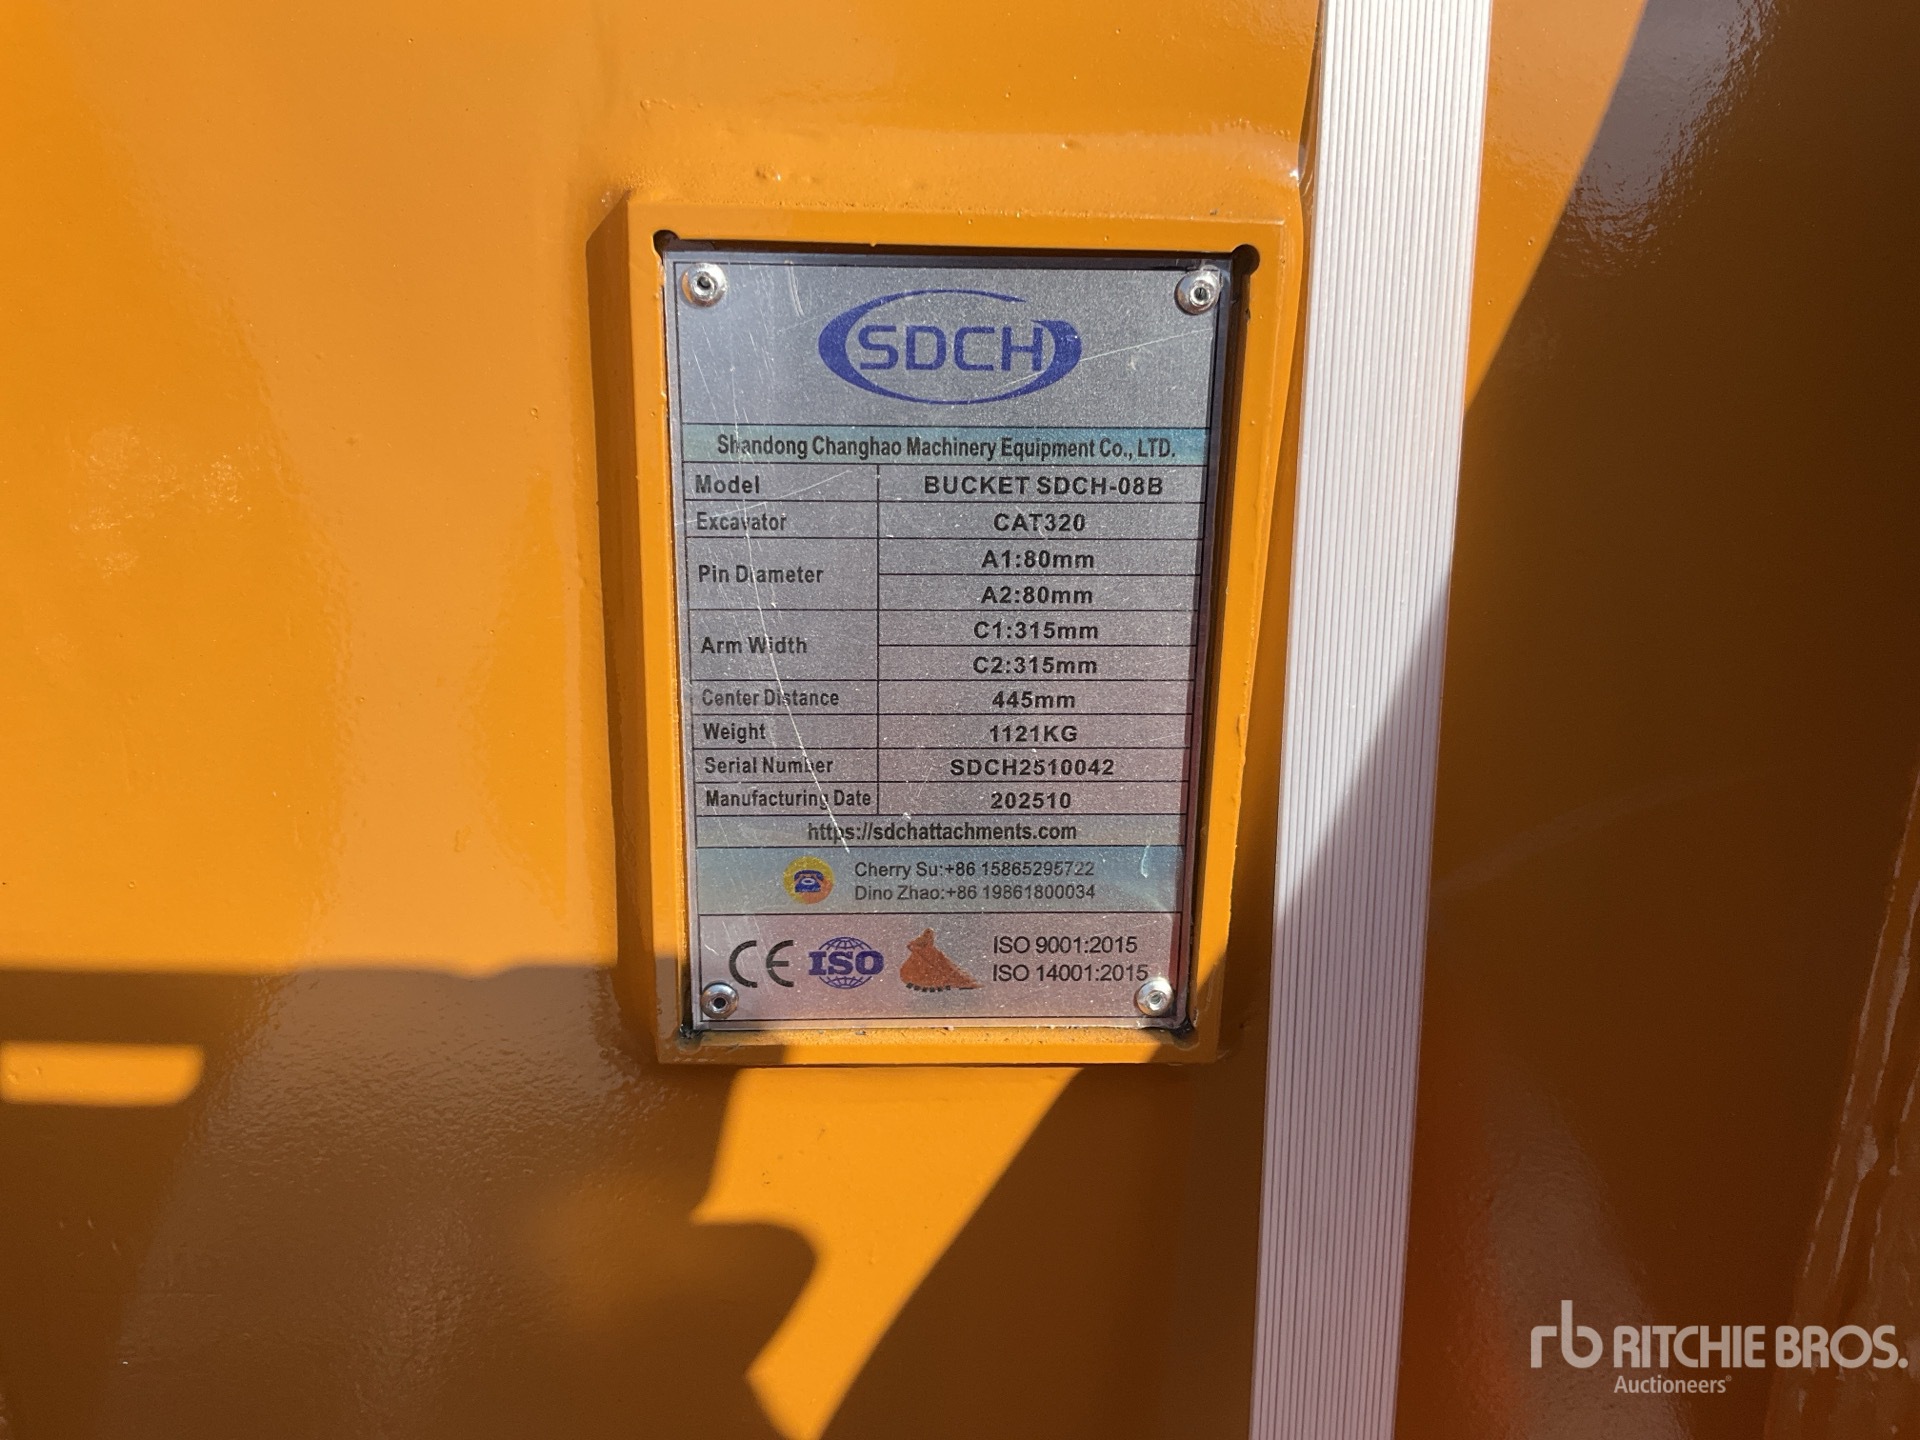 SDCH
Shandong Changhao Machinery Equipment Co., LTD.
Model BUCKET SDCH-08B
Excavator CAT320
Pin Diameter A1:80mm
A2:80mm
Arm Width C1:315mm
C2:315mm
Center Distance 445mm
Weight 1121KG
Serial Number SDCH2510042
Manufacturing Date 202510
https://sdchattachments.com
Cherry Su:+86 15865295722
Dino Zhao:+86 19861800034
CE ISO ISO 9001:2015
ISO 14001:2015
rb RITCHIE BROS.
Auctioneers®